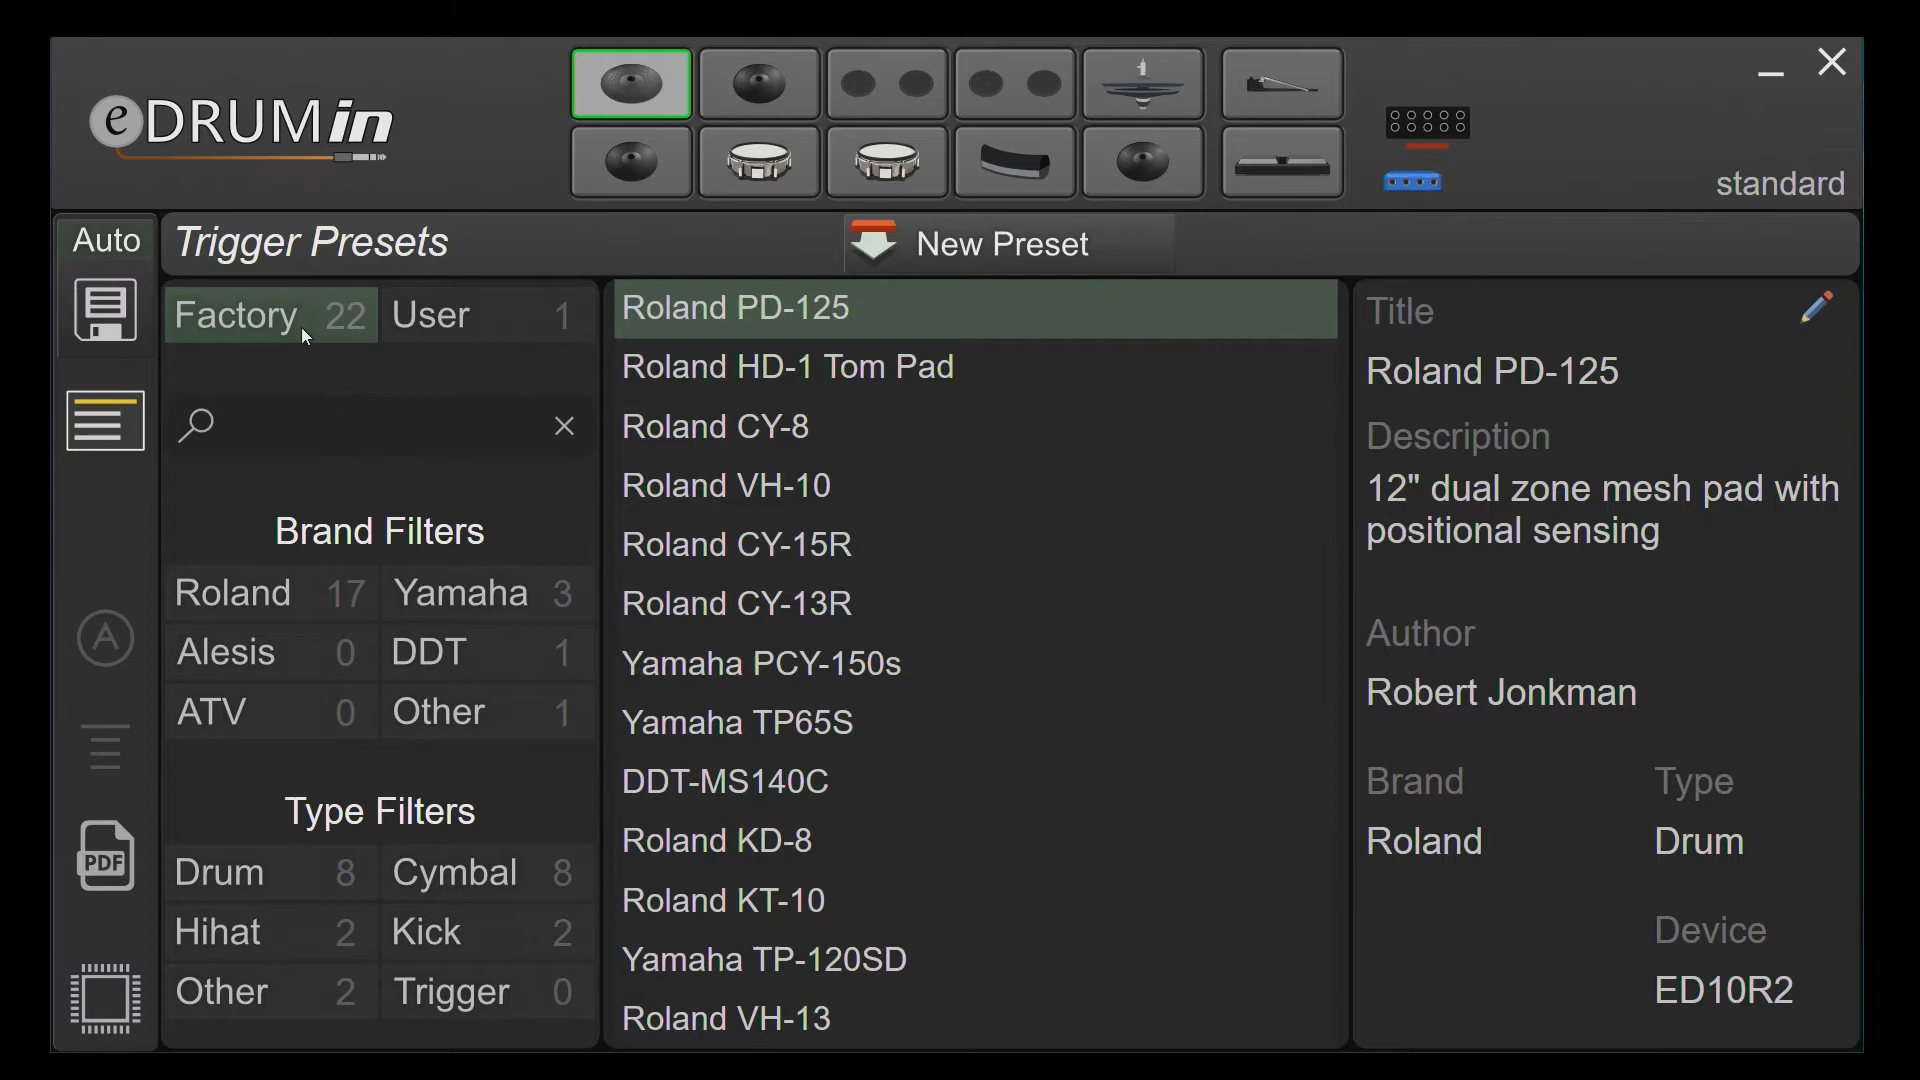 eDRUMin
standard
Auto
Trigger Presets
New Preset
Factory 22
User 1
Brand Filters
Roland 17
Yamaha 3
Alesis 0
DDT 1
ATV 0
Other 1
Type Filters
Drum 8
Cymbal 8
Hihat 2
Kick 2
Other 2
Trigger 0
A
PDF
Roland PD-125
Roland HD-1 Tom Pad
Roland CY-8
Roland VH-10
Roland CY-15R
Roland CY-13R
Yamaha PCY-150s
Yamaha TP65S
DDT-MS140C
Roland KD-8
Roland KT-10
Yamaha TP-120SD
Roland VH-13
Title
Roland PD-125
Description
12" dual zone mesh pad with
positional sensing
Author
Robert Jonkman
Brand
Type
Roland
Drum
Device
ED10R2